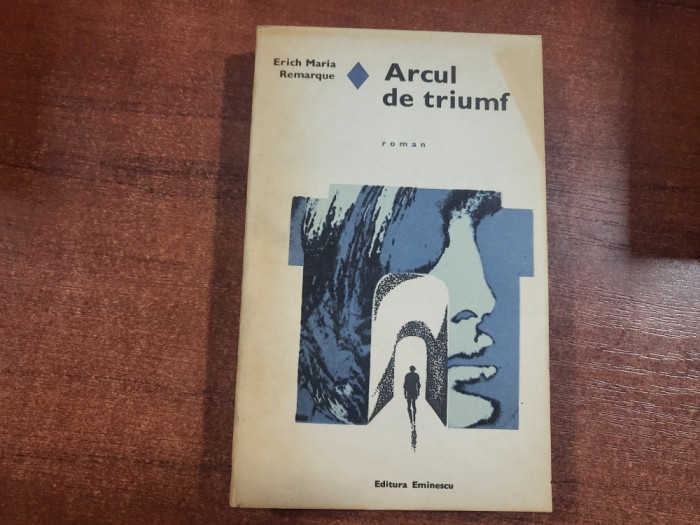 Erich Maria
Remarque
Arcul
de triumf
roman
Editura Eminescu